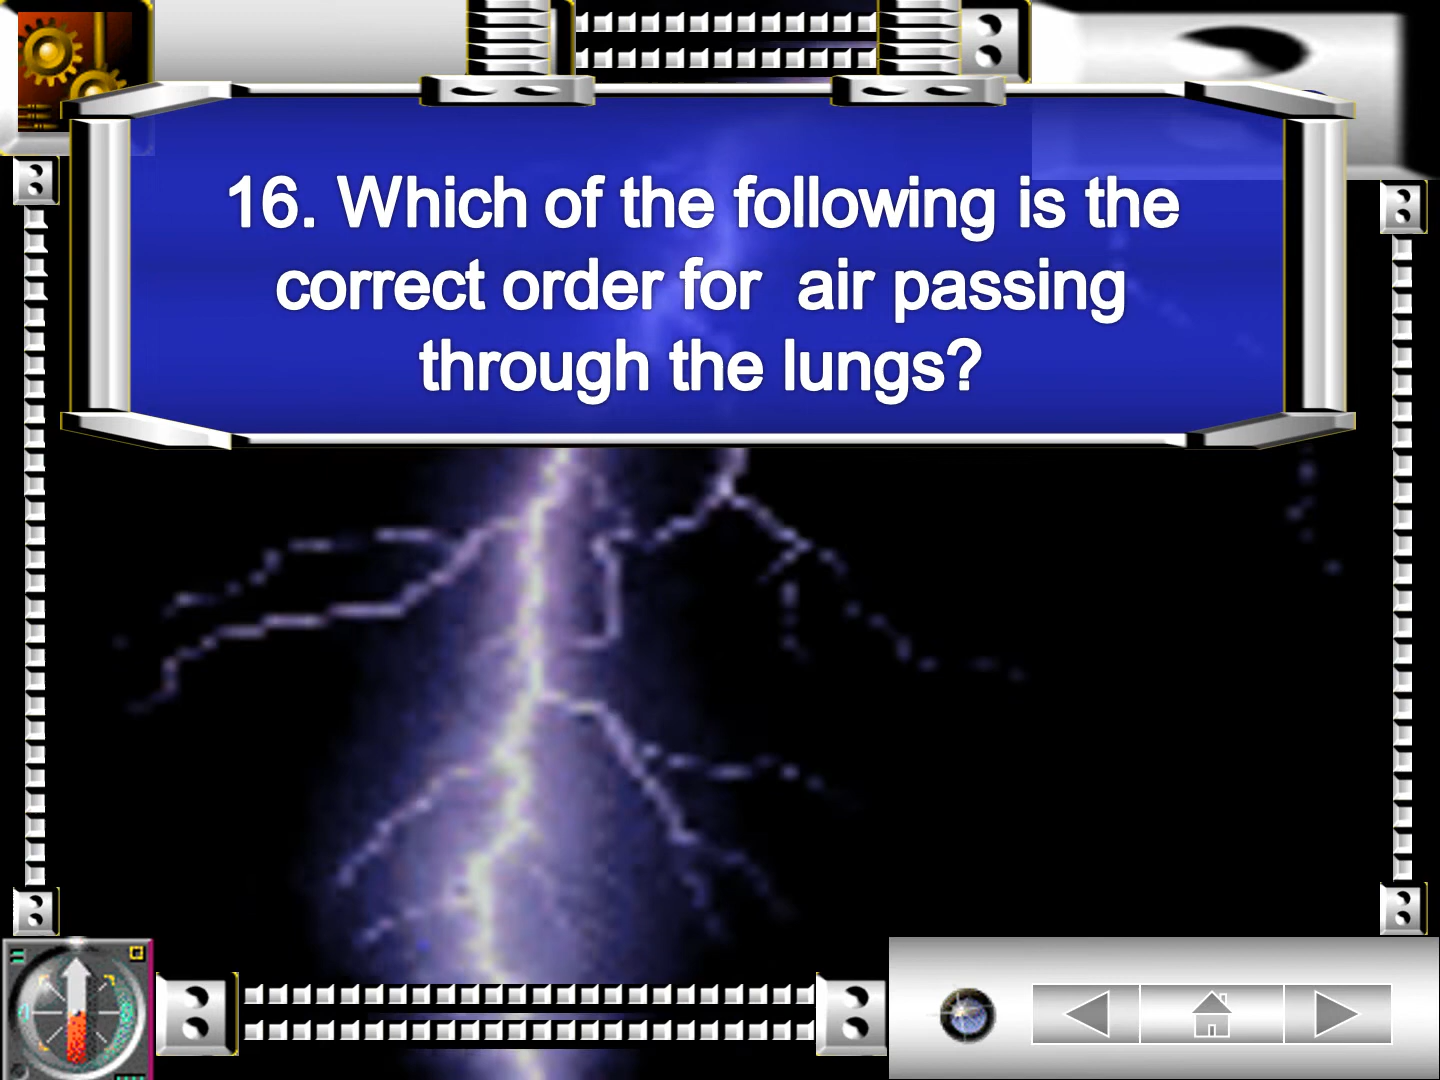 16. Which of the following is the
correct order for  air passing
through the lungs?